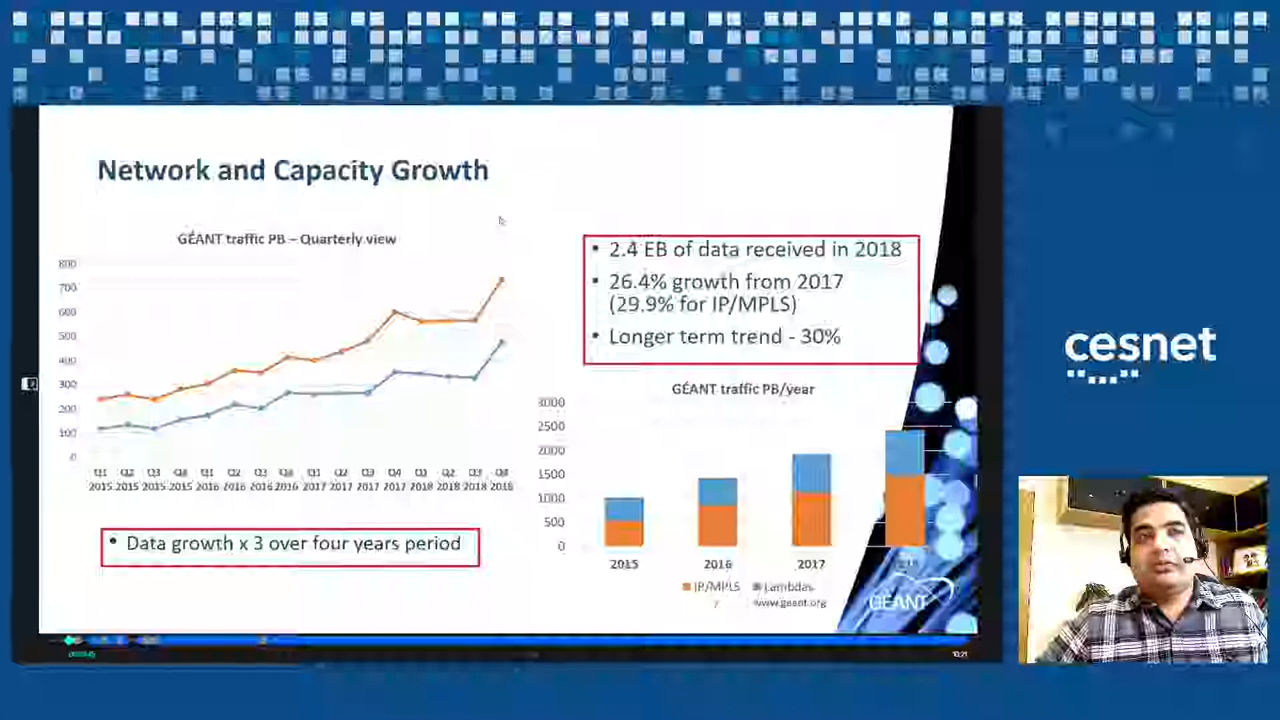 Network and Capacity Growth
GÉANT traffic PB – Quarterly view
800
700
600
500
400
300
200
100
0
Q1 Q2 Q3 Q4 Q1 Q2 Q3 Q4 Q1 Q2 Q3 Q4 Q1 Q2 Q3 Q4
2015 2015 2015 2015 2016 2016 2016 2016 2017 2017 2017 2017 2018 2018 2018 2018
• Data growth x 3 over four years period
• 2.4 EB of data received in 2018
• 26.4% growth from 2017
(29.9% for IP/MPLS)
• Longer term trend - 30%
GÉANT traffic PB/year
3000
2500
2000
1500
1000
500
0
2015 2016 2017
IP/MPLS Lambdas
www.geant.org
GÉANT
cesnet